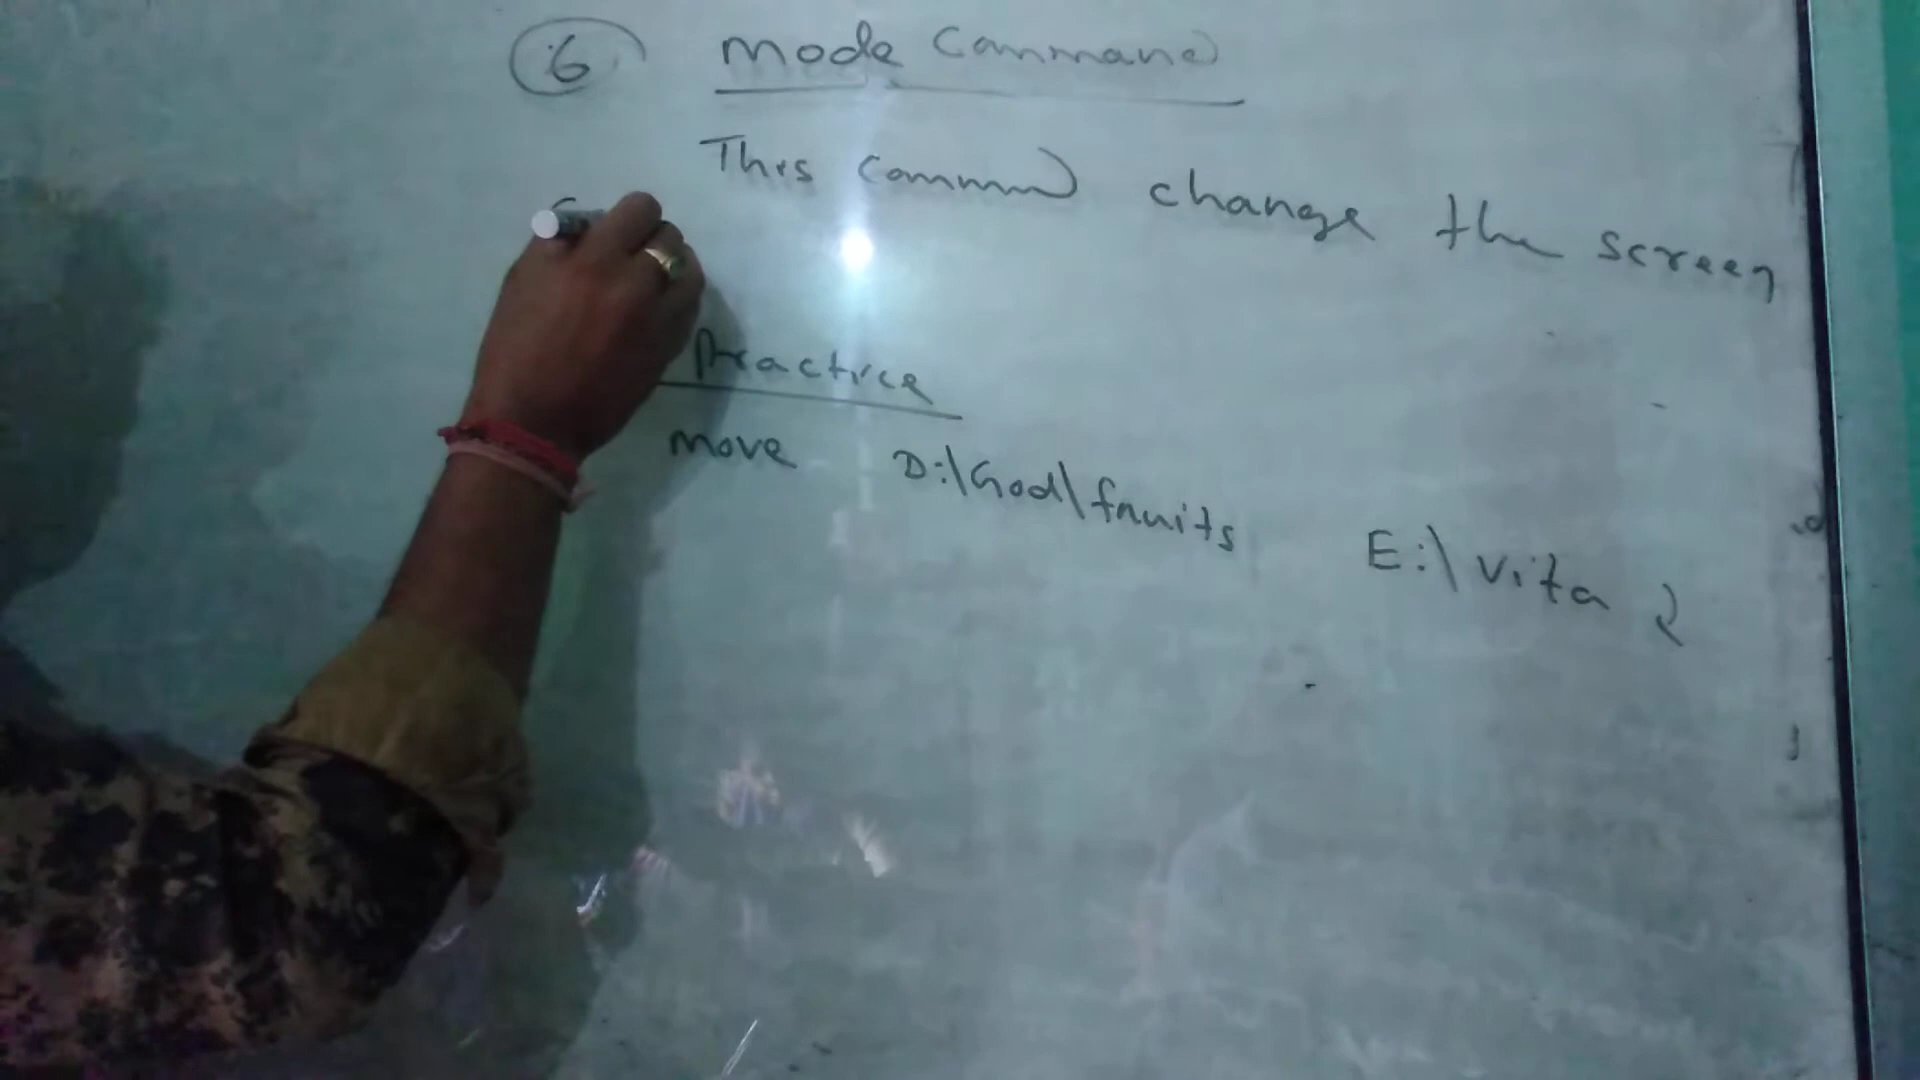 6 Mode Command
This Command change the screen
Practice
move D:\God\fruits E:\vita